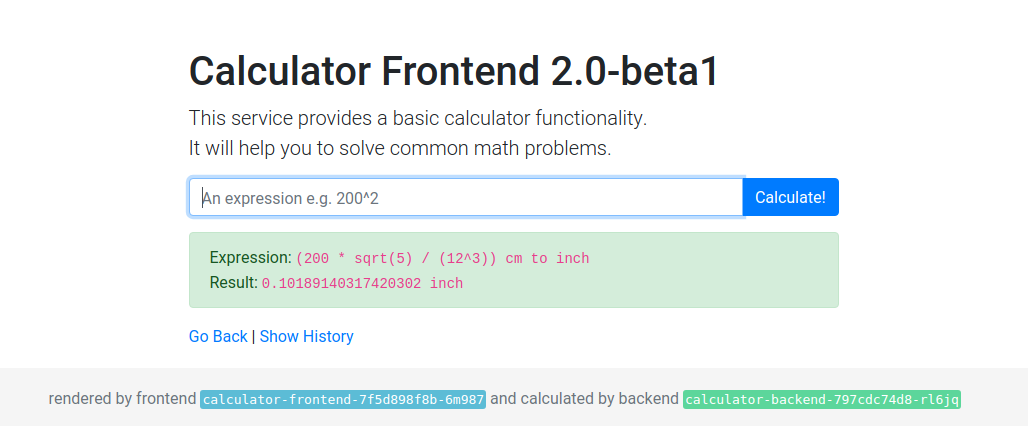 Calculator Frontend 2.0-beta1
This service provides a basic calculator functionality.
It will help you to solve common math problems.
An expression e.g. 200^2
Calculate!
Expression: (200 * sqrt(5) / (12^3)) cm to inch
Result: 0.10189140317420302 inch
Go Back | Show History
rendered by frontend calculator-frontend-7f5d898f8b-6m987 and calculated by backend calculator-backend-797cdc74d8-rl6jq